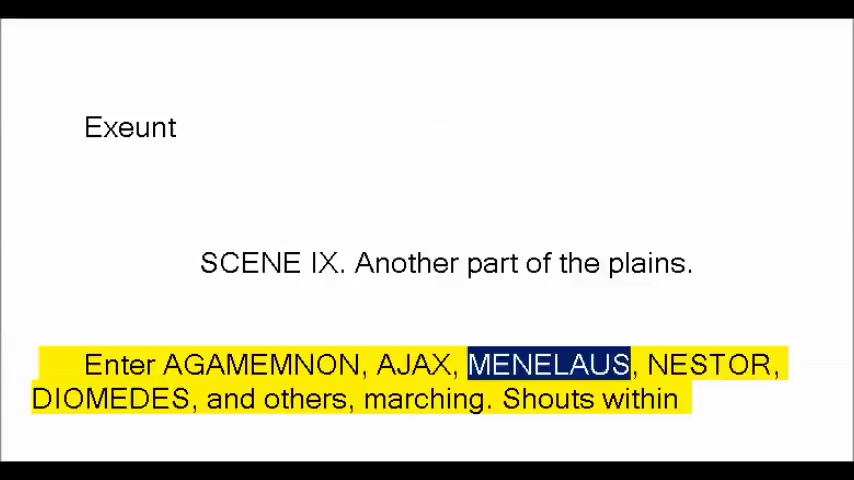 Exeunt
SCENE IX. Another part of the plains.
Enter AGAMEMNON, AJAX, MENELAUS, NESTOR,
DIOMEDES, and others, marching. Shouts within